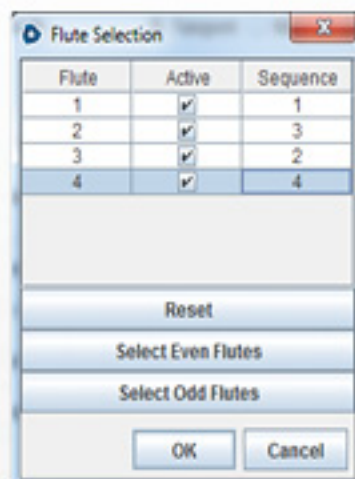 Flute Selection
Flute Active Sequence
1 1
2 3
3 2
4 4
Reset
Select Even Flutes
Select Odd Flutes
OK Cancel